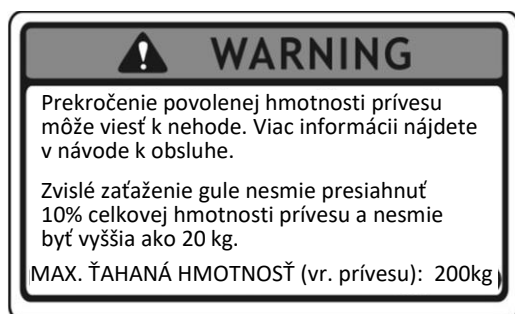 WARNING
Prekročenie povolenej hmotnosti prívesu
môže viesť k nehode. Viac informácii nájdete
v návode k obsluhe.
Zvislé zaťaženie gule nesmie presiahnuť
10% celkovej hmotnosti prívesu a nesmie
byť vyššia ako 20 kg.
MAX. ŤAHANÁ HMOTNOSŤ (vr. prívesu): 200kg